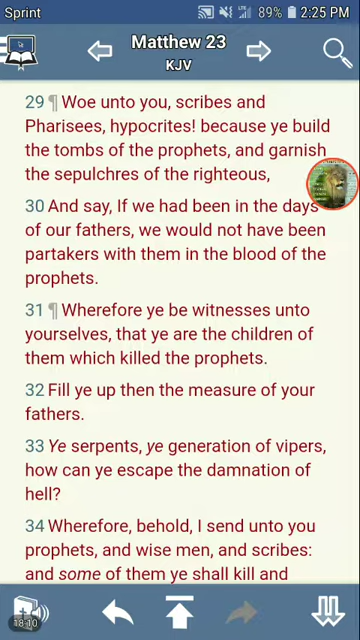 Sprint 89% 2:25 PM
Matthew 23
KJV
29 ¶ Woe unto you, scribes and
Pharisees, hypocrites! because ye build
the tombs of the prophets, and garnish
the sepulchres of the righteous,
30 And say, If we had been in the days
of our fathers, we would not have been
partakers with them in the blood of the
prophets.
31 ¶ Wherefore ye be witnesses unto
yourselves, that ye are the children of
them which killed the prophets.
32 Fill ye up then the measure of your
fathers.
33 Ye serpents, ye generation of vipers,
how can ye escape the damnation of
hell?
34 Wherefore, behold, I send unto you
prophets, and wise men, and scribes:
and some of them ye shall kill and
18:10